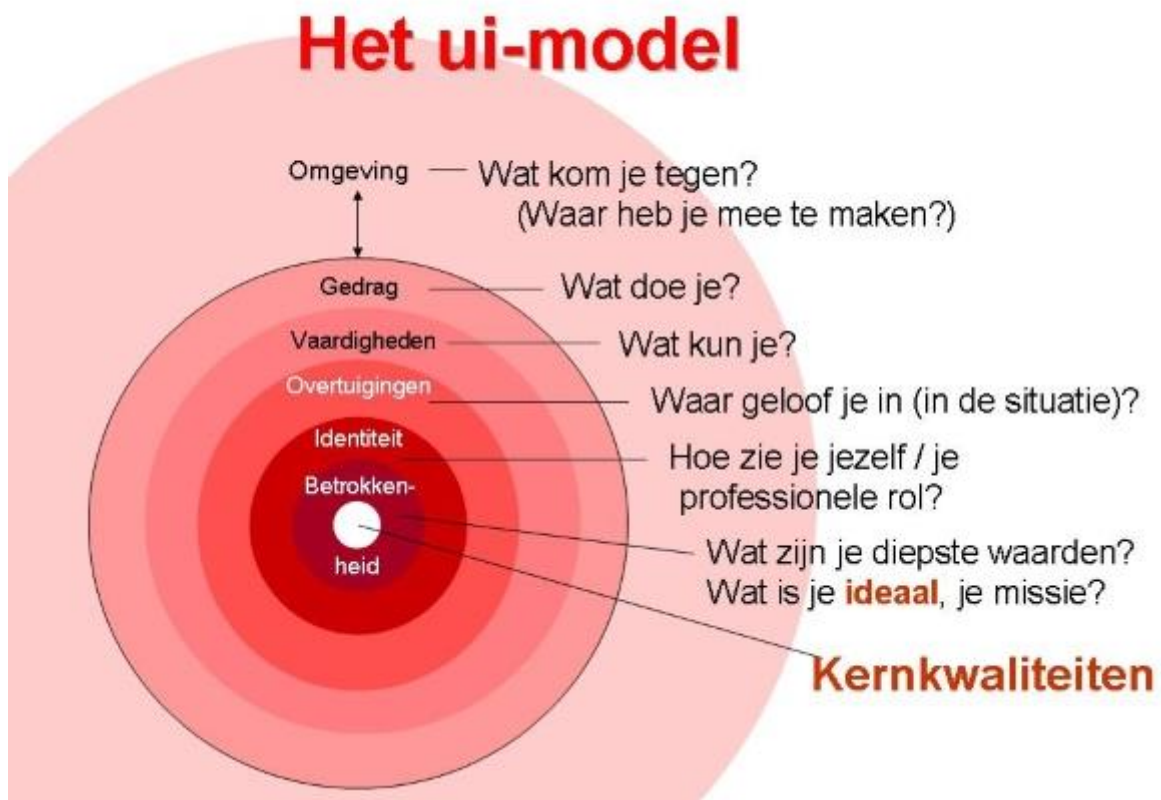 Het ui-model
Omgeving
Wat kom je tegen?
(Waar heb je mee te maken?)
Gedrag
Wat doe je?
Vaardigheden
Wat kun je?
Overtuigingen
Waar geloof je in (in de situatie)?
Identiteit
Hoe zie je jezelf / je
professionele rol?
Betrokken-
heid
Wat zijn je diepste waarden?
Wat is je ideaal, je missie?
Kernkwaliteiten